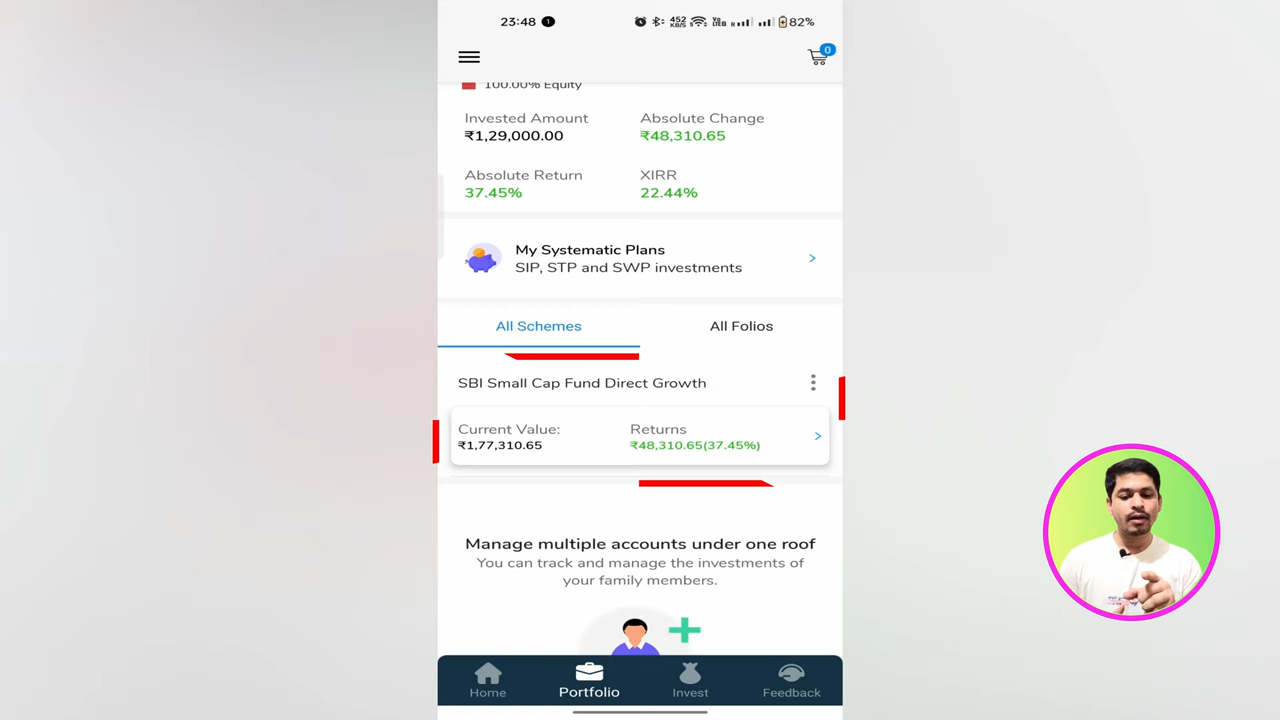 23:48
1
452
KB/S
82%
0
100.00% Equity
Invested Amount
Absolute Change
₹1,29,000.00
₹48,310.65
Absolute Return
XIRR
37.45%
22.44%
My Systematic Plans
SIP, STP and SWP investments
All Schemes
All Folios
SBI Small Cap Fund Direct Growth
Current Value:
Returns
₹1,77,310.65
₹48,310.65(37.45%)
Manage multiple accounts under one roof
You can track and manage the investments of
your family members.
Home
Portfolio
Invest
Feedback